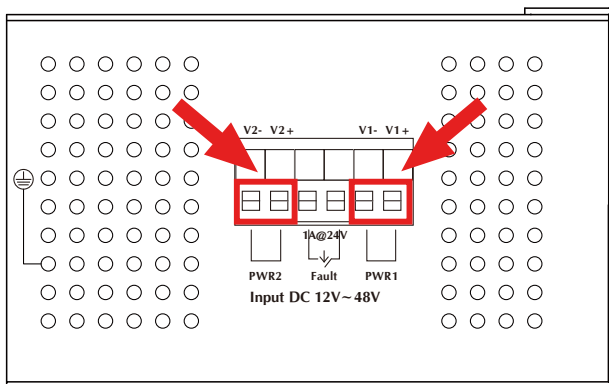 V2- V2+ V1- V1+
1A@24V
PWR2 Fault PWR1
Input DC 12V~48V